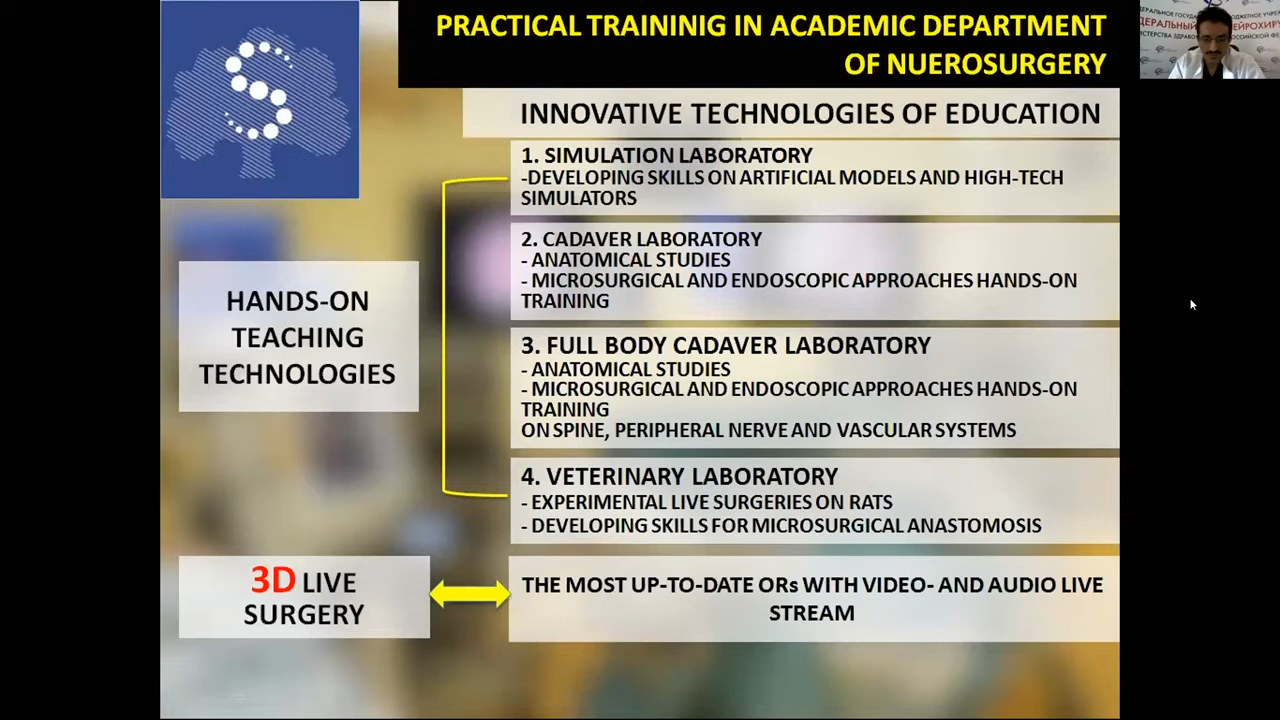 PRACTICAL TRAININIG IN ACADEMIC DEPARTMENT
OF NUEROSURGERY
INNOVATIVE TECHNOLOGIES OF EDUCATION
1. SIMULATION LABORATORY
-DEVELOPING SKILLS ON ARTIFICIAL MODELS AND HIGH-TECH
SIMULATORS
2. CADAVER LABORATORY
- ANATOMICAL STUDIES
- MICROSURGICAL AND ENDOSCOPIC APPROACHES HANDS-ON
TRAINING
HANDS-ON
TEACHING
TECHNOLOGIES
3. FULL BODY CADAVER LABORATORY
- ANATOMICAL STUDIES
- MICROSURGICAL AND ENDOSCOPIC APPROACHES HANDS-ON
TRAINING
ON SPINE, PERIPHERAL NERVE AND VASCULAR SYSTEMS
4. VETERINARY LABORATORY
- EXPERIMENTAL LIVE SURGERIES ON RATS
- DEVELOPING SKILLS FOR MICROSURGICAL ANASTOMOSIS
3D LIVE
SURGERY
THE MOST UP-TO-DATE ORs WITH VIDEO- AND AUDIO LIVE
STREAM